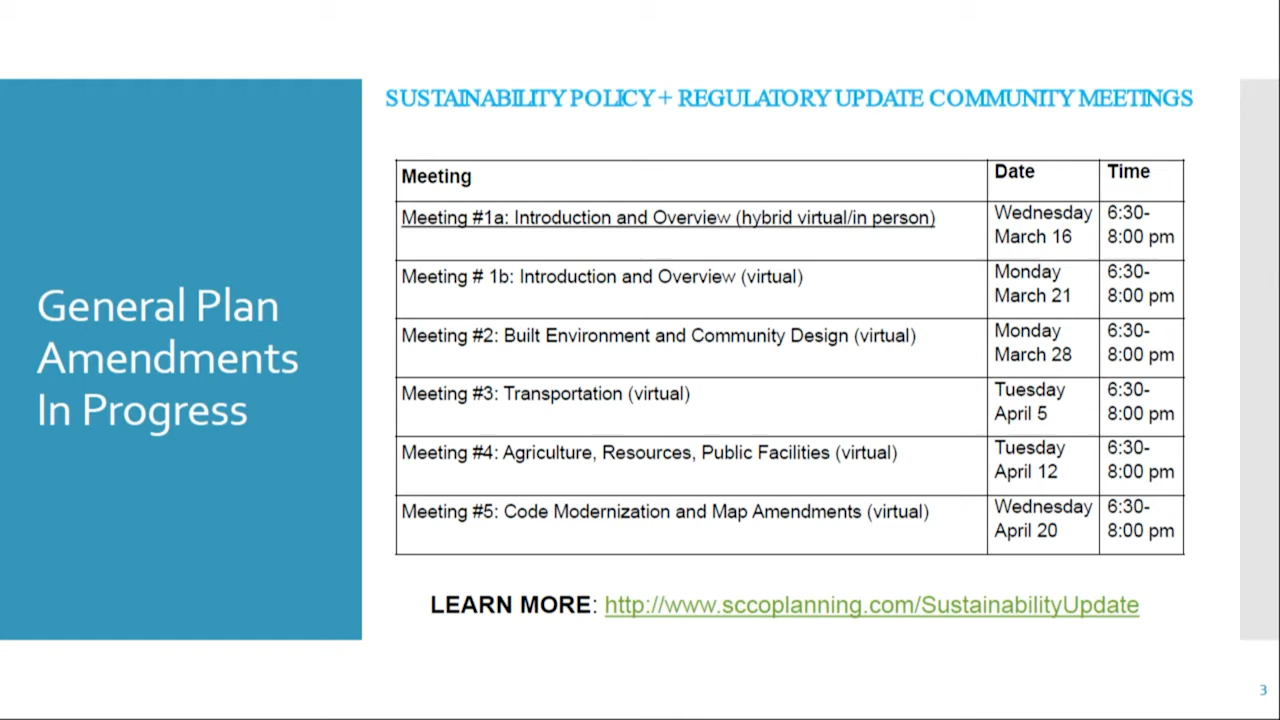 SUSTAINABILITY POLICY + REGULATORY UPDATE COMMUNITY MEETINGS
General Plan
Amendments
In Progress
Meeting Date Time
Meeting #1a: Introduction and Overview (hybrid virtual/in person) Wednesday March 16 6:30-8:00 pm
Meeting # 1b: Introduction and Overview (virtual) Monday March 21 6:30-8:00 pm
Meeting #2: Built Environment and Community Design (virtual) Monday March 28 6:30-8:00 pm
Meeting #3: Transportation (virtual) Tuesday April 5 6:30-8:00 pm
Meeting #4: Agriculture, Resources, Public Facilities (virtual) Tuesday April 12 6:30-8:00 pm
Meeting #5: Code Modernization and Map Amendments (virtual) Wednesday April 20 6:30-8:00 pm
LEARN MORE: http://www.sccoplanning.com/SustainabilityUpdate
3